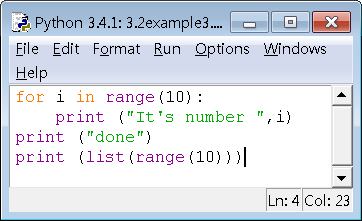 Python 3.4.1: 3.2example3....
File Edit Format Run Options Windows
Help
for i in range(10):
    print ("It's number ",i)
print ("done")
print (list(range(10)))
Ln: 4 Col: 23